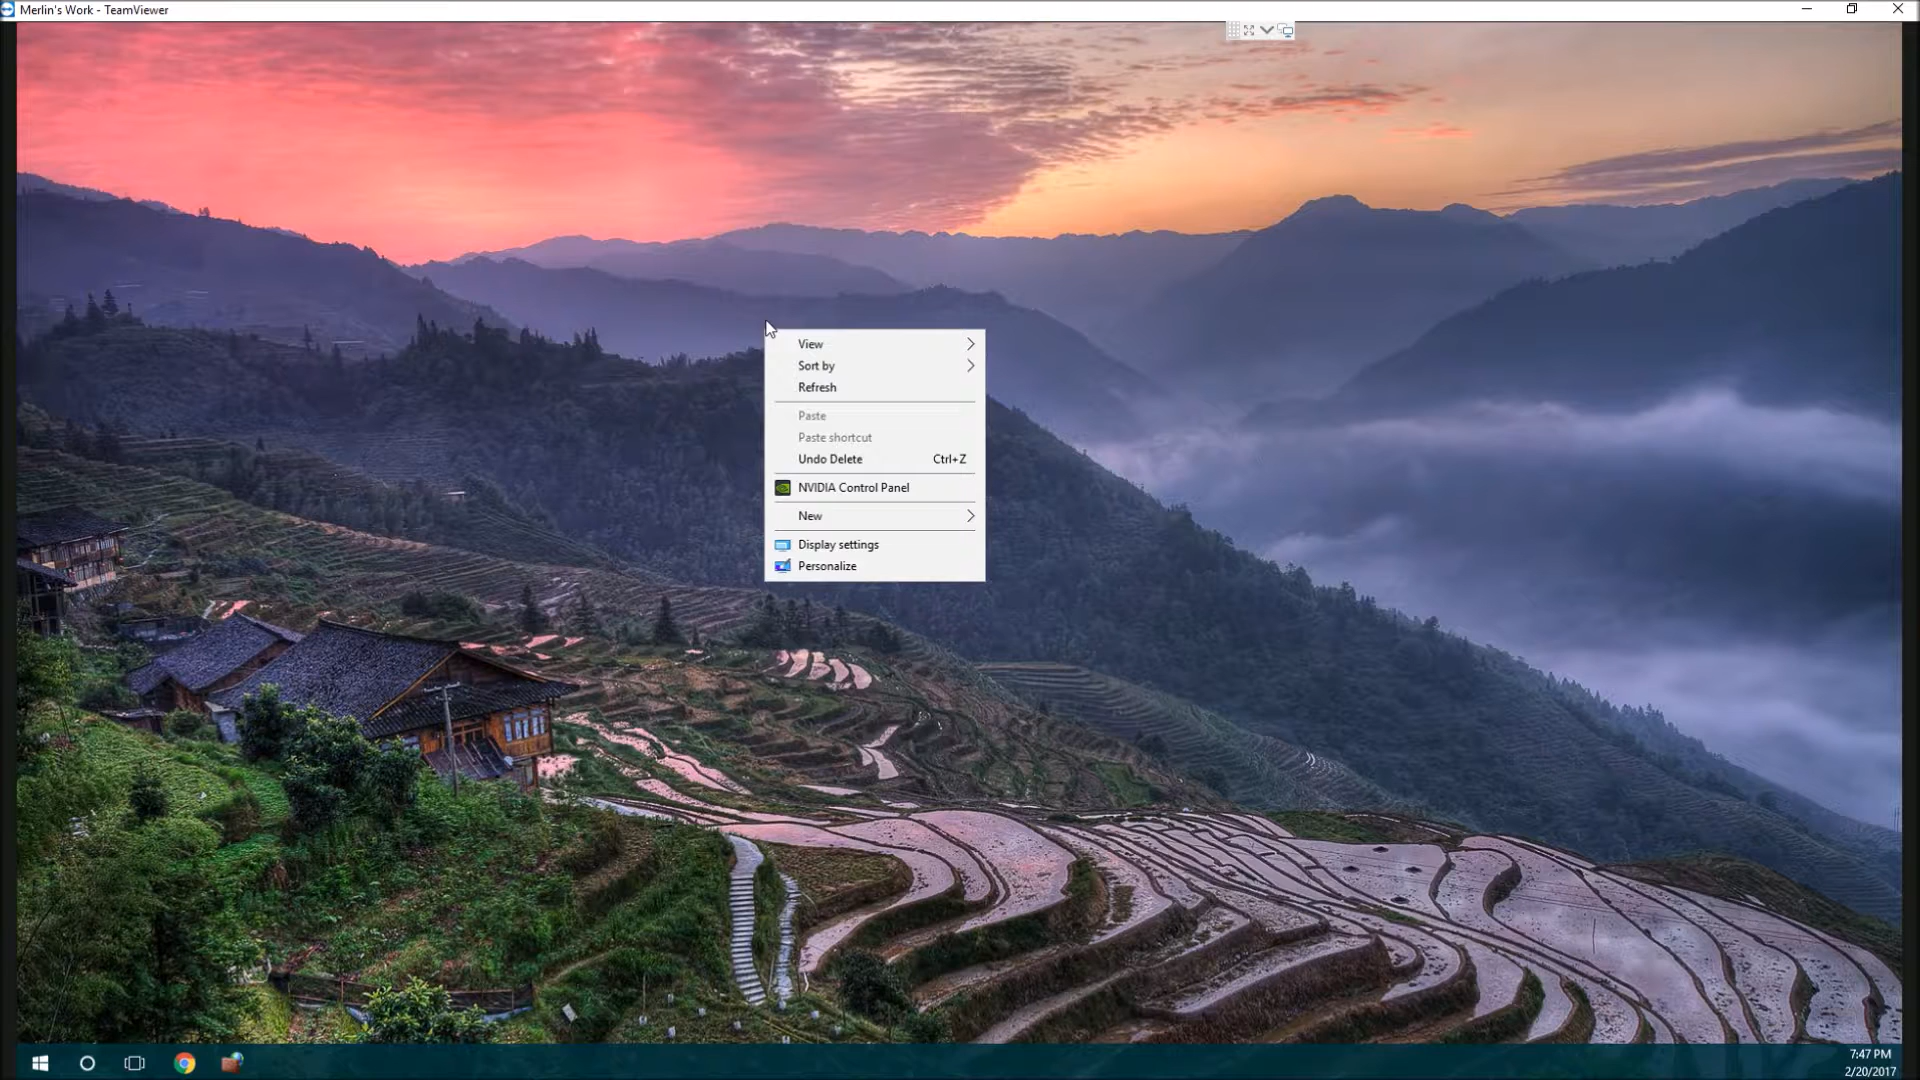 Merlin's Work - TeamViewer
View
Sort by
Refresh
Paste
Paste shortcut
Undo Delete Ctrl+Z
NVIDIA Control Panel
New
Display settings
Personalize
7:47 PM
2/20/2017